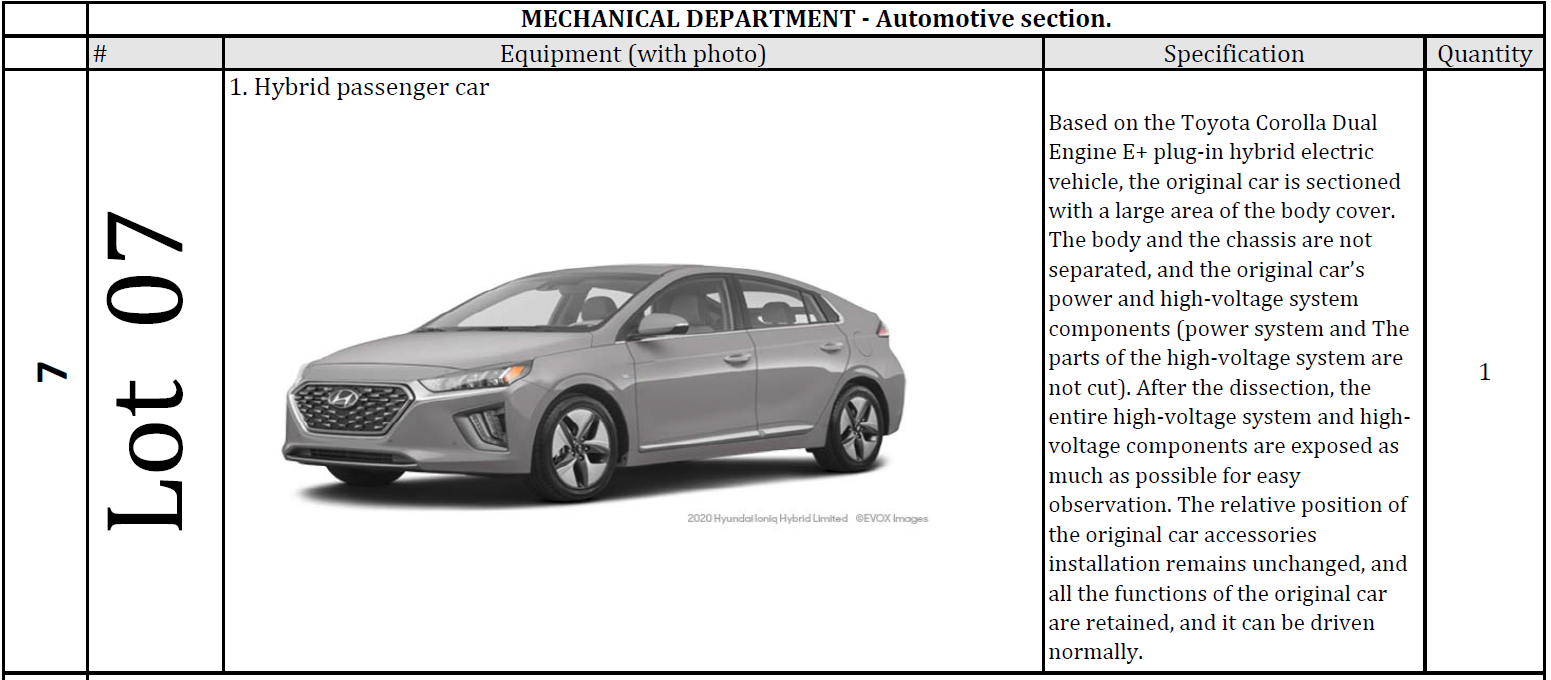 MECHANICAL DEPARTMENT - Automotive section.
# Equipment (with photo) Specification Quantity
7
Lot 07
1. Hybrid passenger car
2020 Hyundai Ioniq Hybrid Limited ©EVOX Images
Based on the Toyota Corolla Dual
Engine E+ plug-in hybrid electric
vehicle, the original car is sectioned
with a large area of the body cover.
The body and the chassis are not
separated, and the original car’s
power and high-voltage system
components (power system and The
parts of the high-voltage system are
not cut). After the dissection, the
entire high-voltage system and high-
voltage components are exposed as
much as possible for easy
observation. The relative position of
the original car accessories
installation remains unchanged, and
all the functions of the original car
are retained, and it can be driven
normally.
1